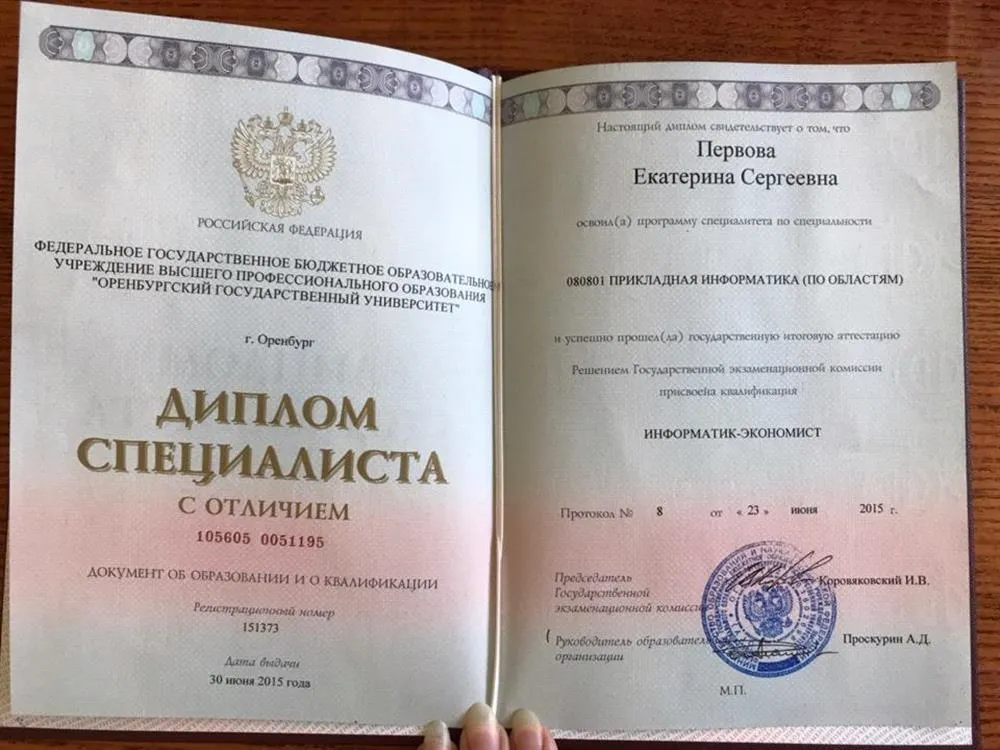 РОССИЙСКАЯ ФЕДЕРАЦИЯ
ФЕДЕРАЛЬНОЕ ГОСУДАРСТВЕННОЕ БЮДЖЕТНОЕ ОБРАЗОВАТЕЛЬНОЕ
УЧРЕЖДЕНИЕ ВЫСШЕГО ПРОФЕССИОНАЛЬНОГО ОБРАЗОВАНИЯ
"ОРЕНБУРГСКИЙ ГОСУДАРСТВЕННЫЙ УНИВЕРСИТЕТ"
г. Оренбург
ДИПЛОМ
СПЕЦИАЛИСТА
С ОТЛИЧИЕМ
105605 0051195
ДОКУМЕНТ ОБ ОБРАЗОВАНИИ И О КВАЛИФИКАЦИИ
Регистрационный номер
151373
Дата выдачи
30 июня 2015 года
Настоящий диплом свидетельствует о том, что
Первова
Екатерина Сергеевна
освоил(а) программу специалитета по специальности
080801 ПРИКЛАДНАЯ ИНФОРМАТИКА (ПО ОБЛАСТЯМ)
и успешно прошел(ла) государственную итоговую аттестацию
Решением Государственной экзаменационной комиссии
присвоена квалификация
ИНФОРМАТИК-ЭКОНОМИСТ
Протокол № 8 от « 23 » июня 2015 г.
Председатель
Государственной
экзаменационной комиссии
Коровяковский И.В.
Руководитель образовательной
организации
Проскурин А.Д.
М.П.